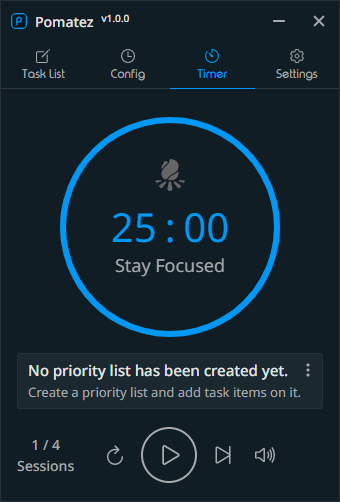 Pomatez v1.0.0
Task List Config Timer Settings
25 : 00
Stay Focused
No priority list has been created yet.
Create a priority list and add task items on it.
1 / 4
Sessions